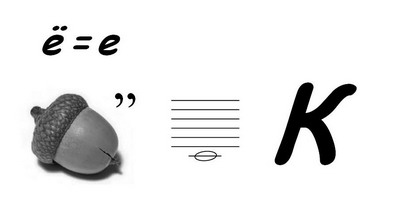 ё = е
,,
К